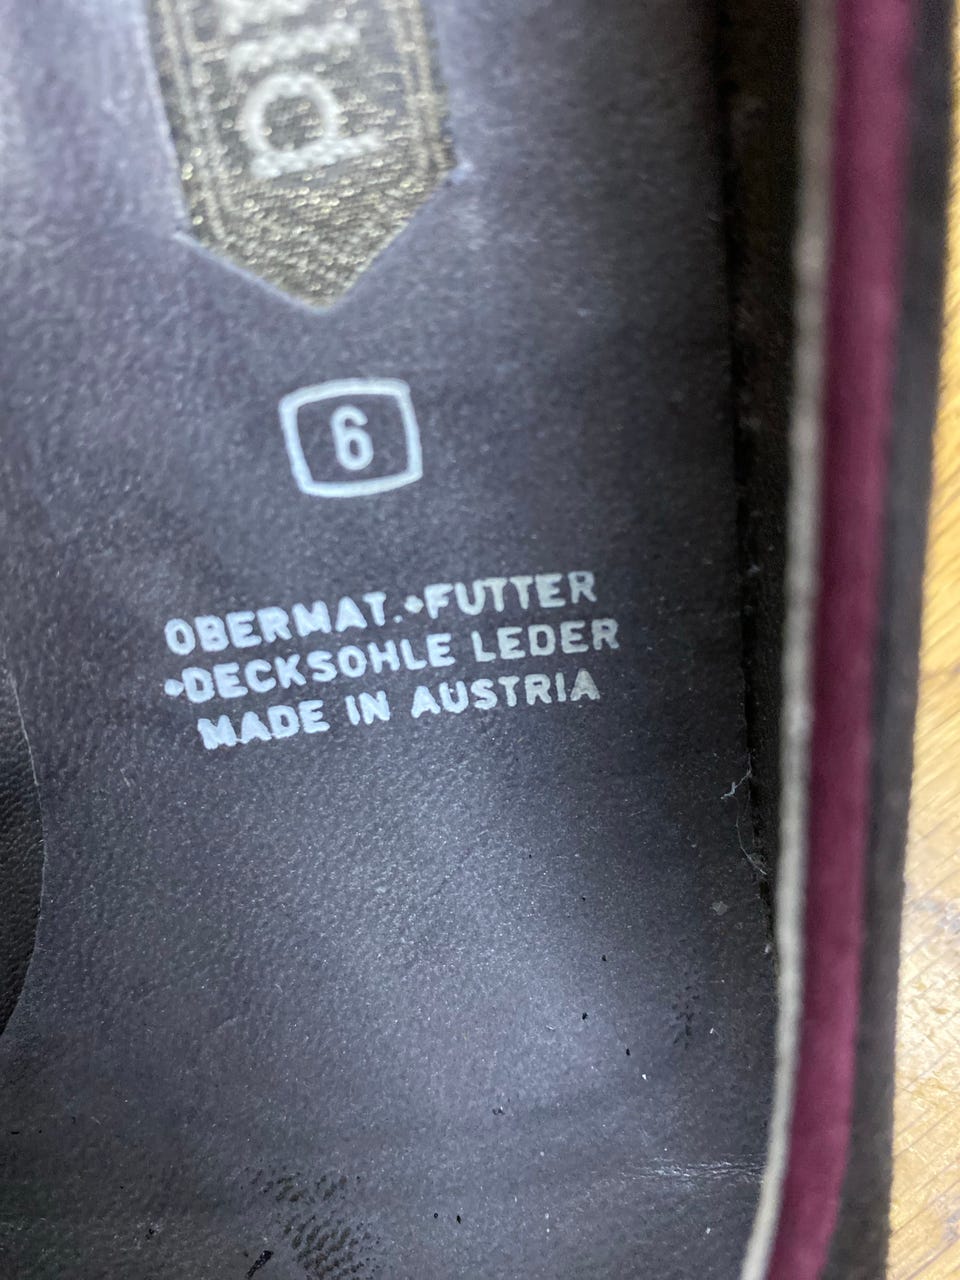 6
OBERMAT.+FUTTER
+DECKSOHLE LEDER
MADE IN AUSTRIA